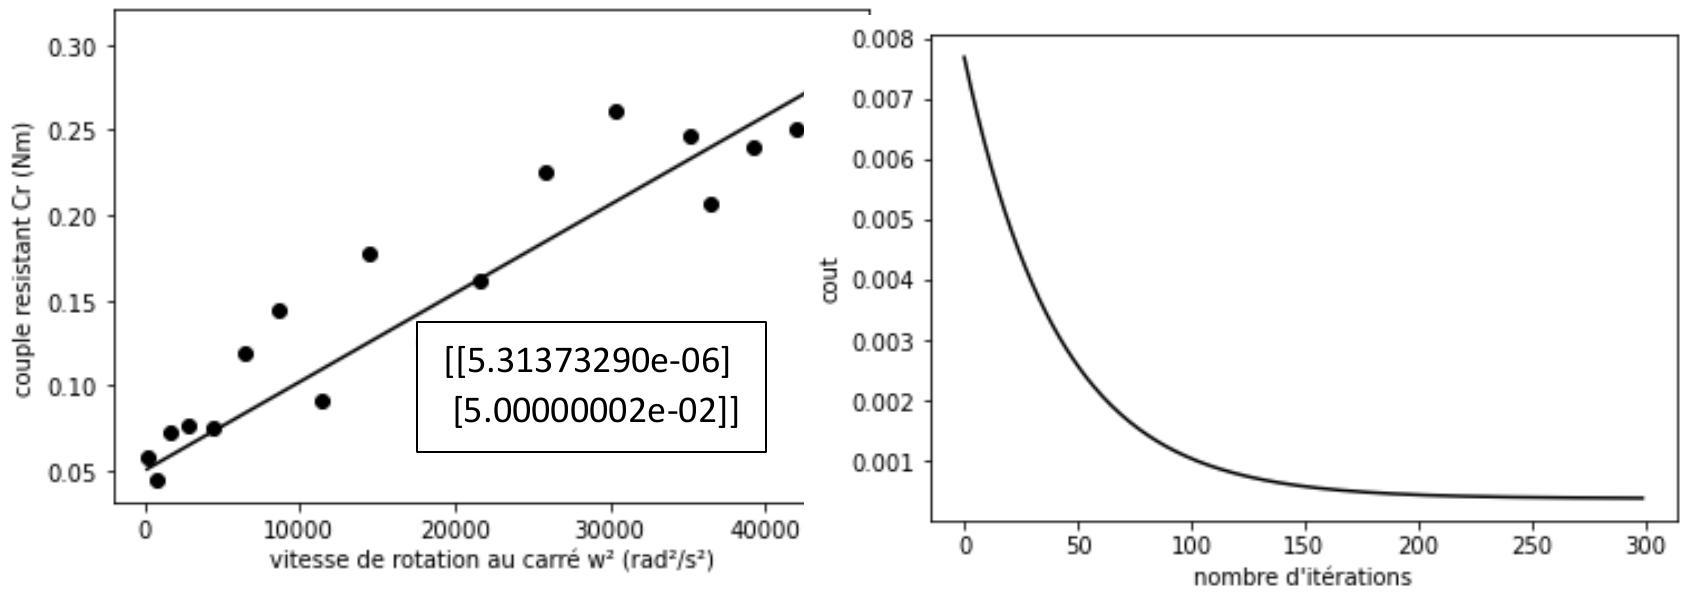 0.30
0.25
0.20
0.15
0.10
0.05
couple resistant Cr (Nm)
[[5.31373290e-06]
[5.00000002e-02]]
0 10000 20000 30000 40000
vitesse de rotation au carré w² (rad²/s²)
0.008
0.007
0.006
0.005
0.004
0.003
0.002
0.001
cout
0 50 100 150 200 250 300
nombre d'itérations